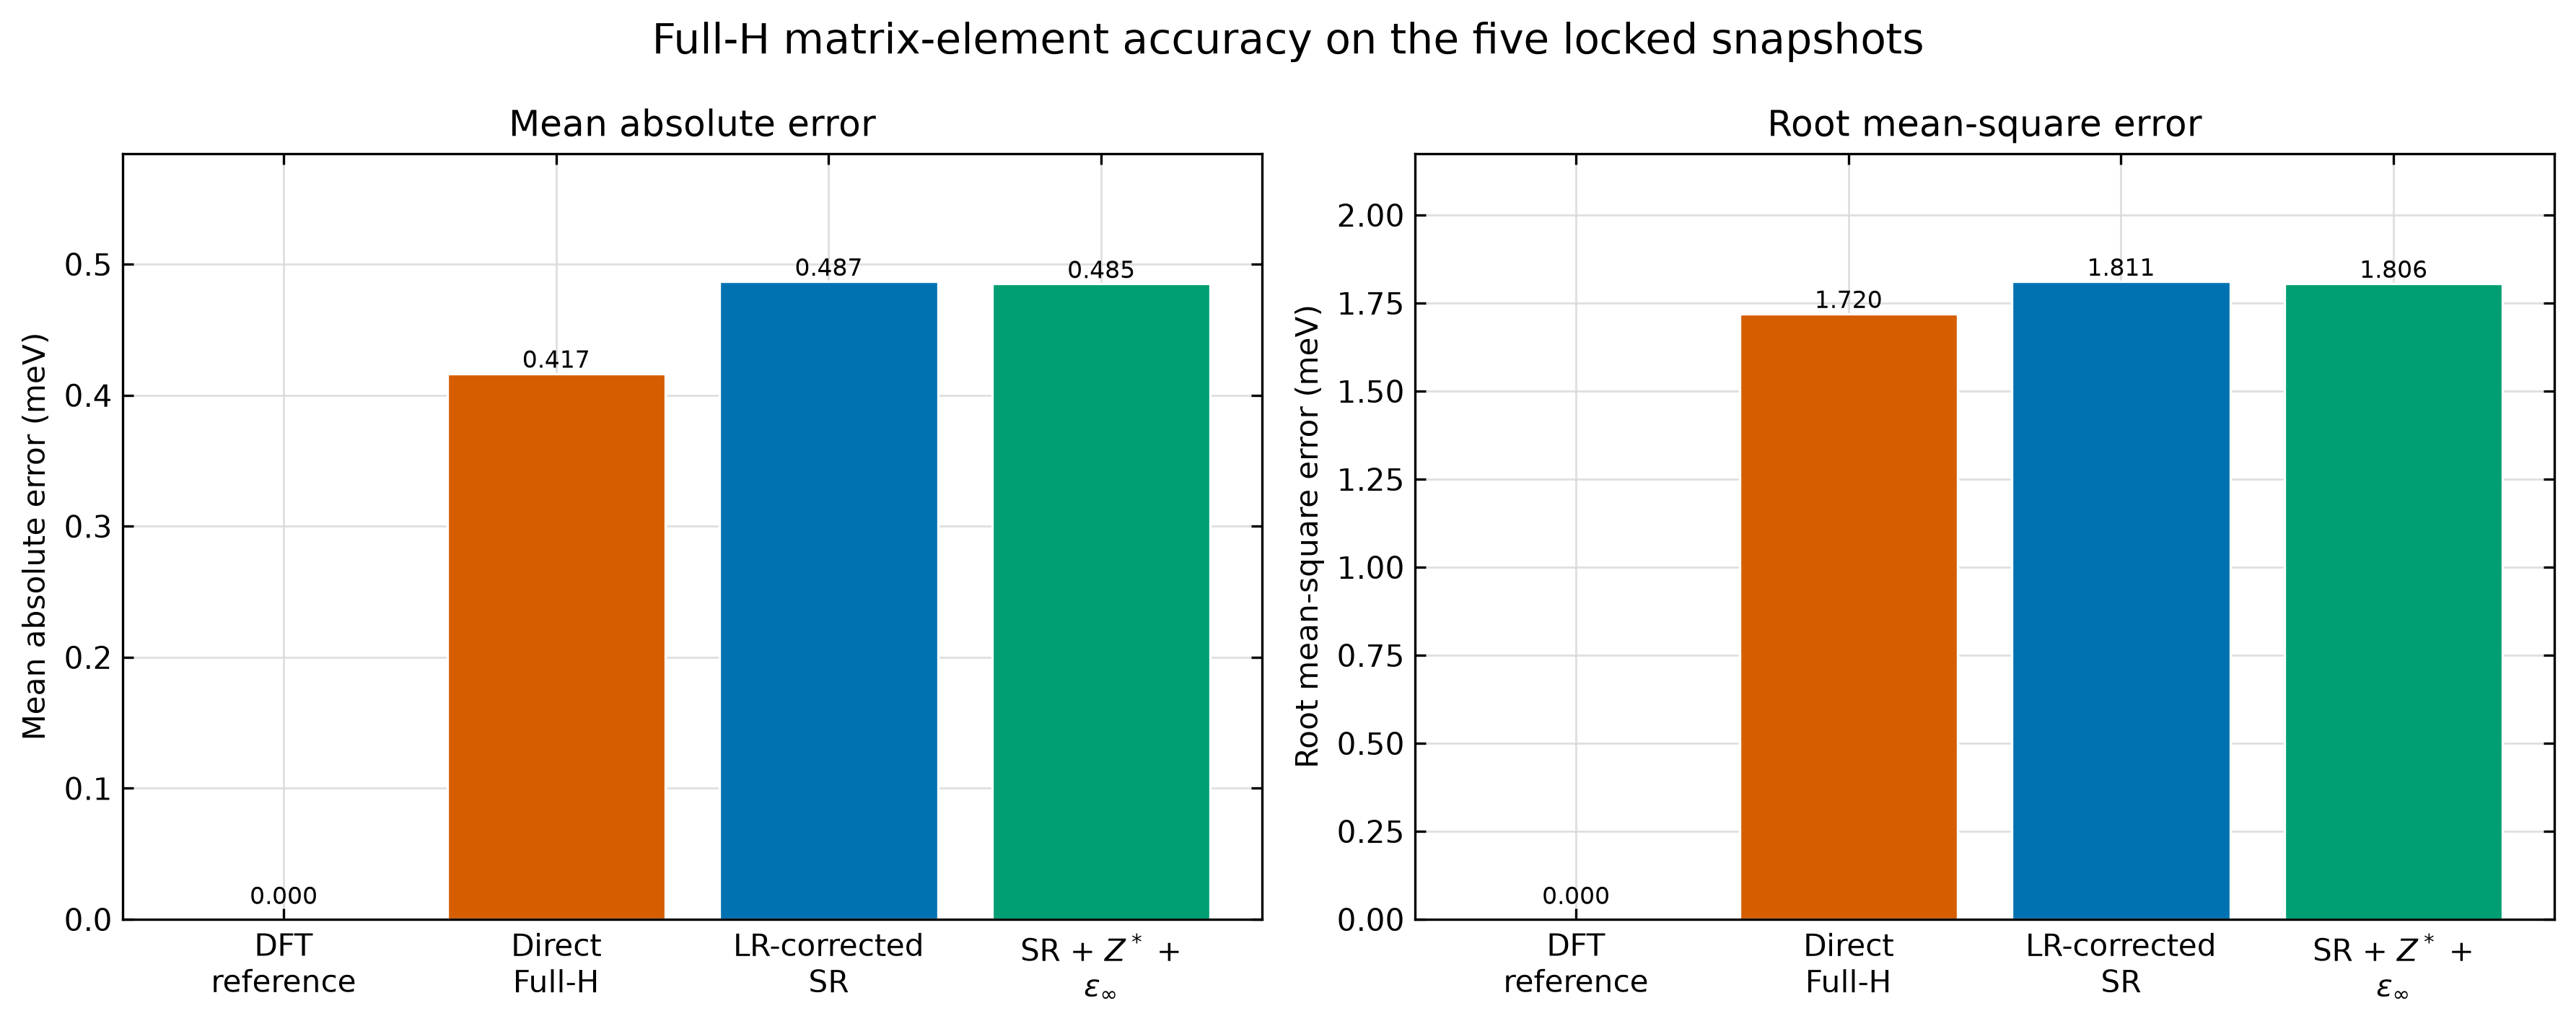 Full-H matrix-element accuracy on the five locked snapshots
Mean absolute error
Mean absolute error (meV)
0.5
0.4
0.3
0.2
0.1
0.0
0.000
0.417
0.487
0.485
DFT
reference
Direct
Full-H
LR-corrected
SR
SR + Z* +
ε∞
Root mean-square error
Root mean-square error (meV)
2.00
1.75
1.50
1.25
1.00
0.75
0.50
0.25
0.00
0.000
1.720
1.811
1.806
DFT
reference
Direct
Full-H
LR-corrected
SR
SR + Z* +
ε∞